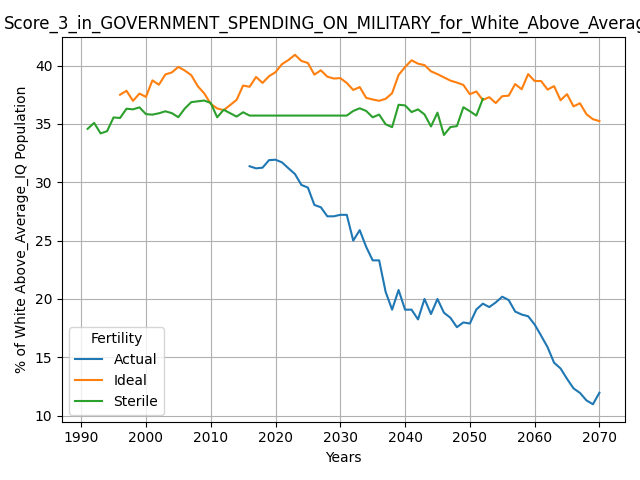 Score_3_in_GOVERNMENT_SPENDING_ON_MILITARY_for_White_Above_Averag
% of White Above_Average_IQ Population
40
35
30
25
20
15
10
Fertility
Actual
Ideal
Sterile
1990 2000 2010 2020 2030 2040 2050 2060 2070
Years